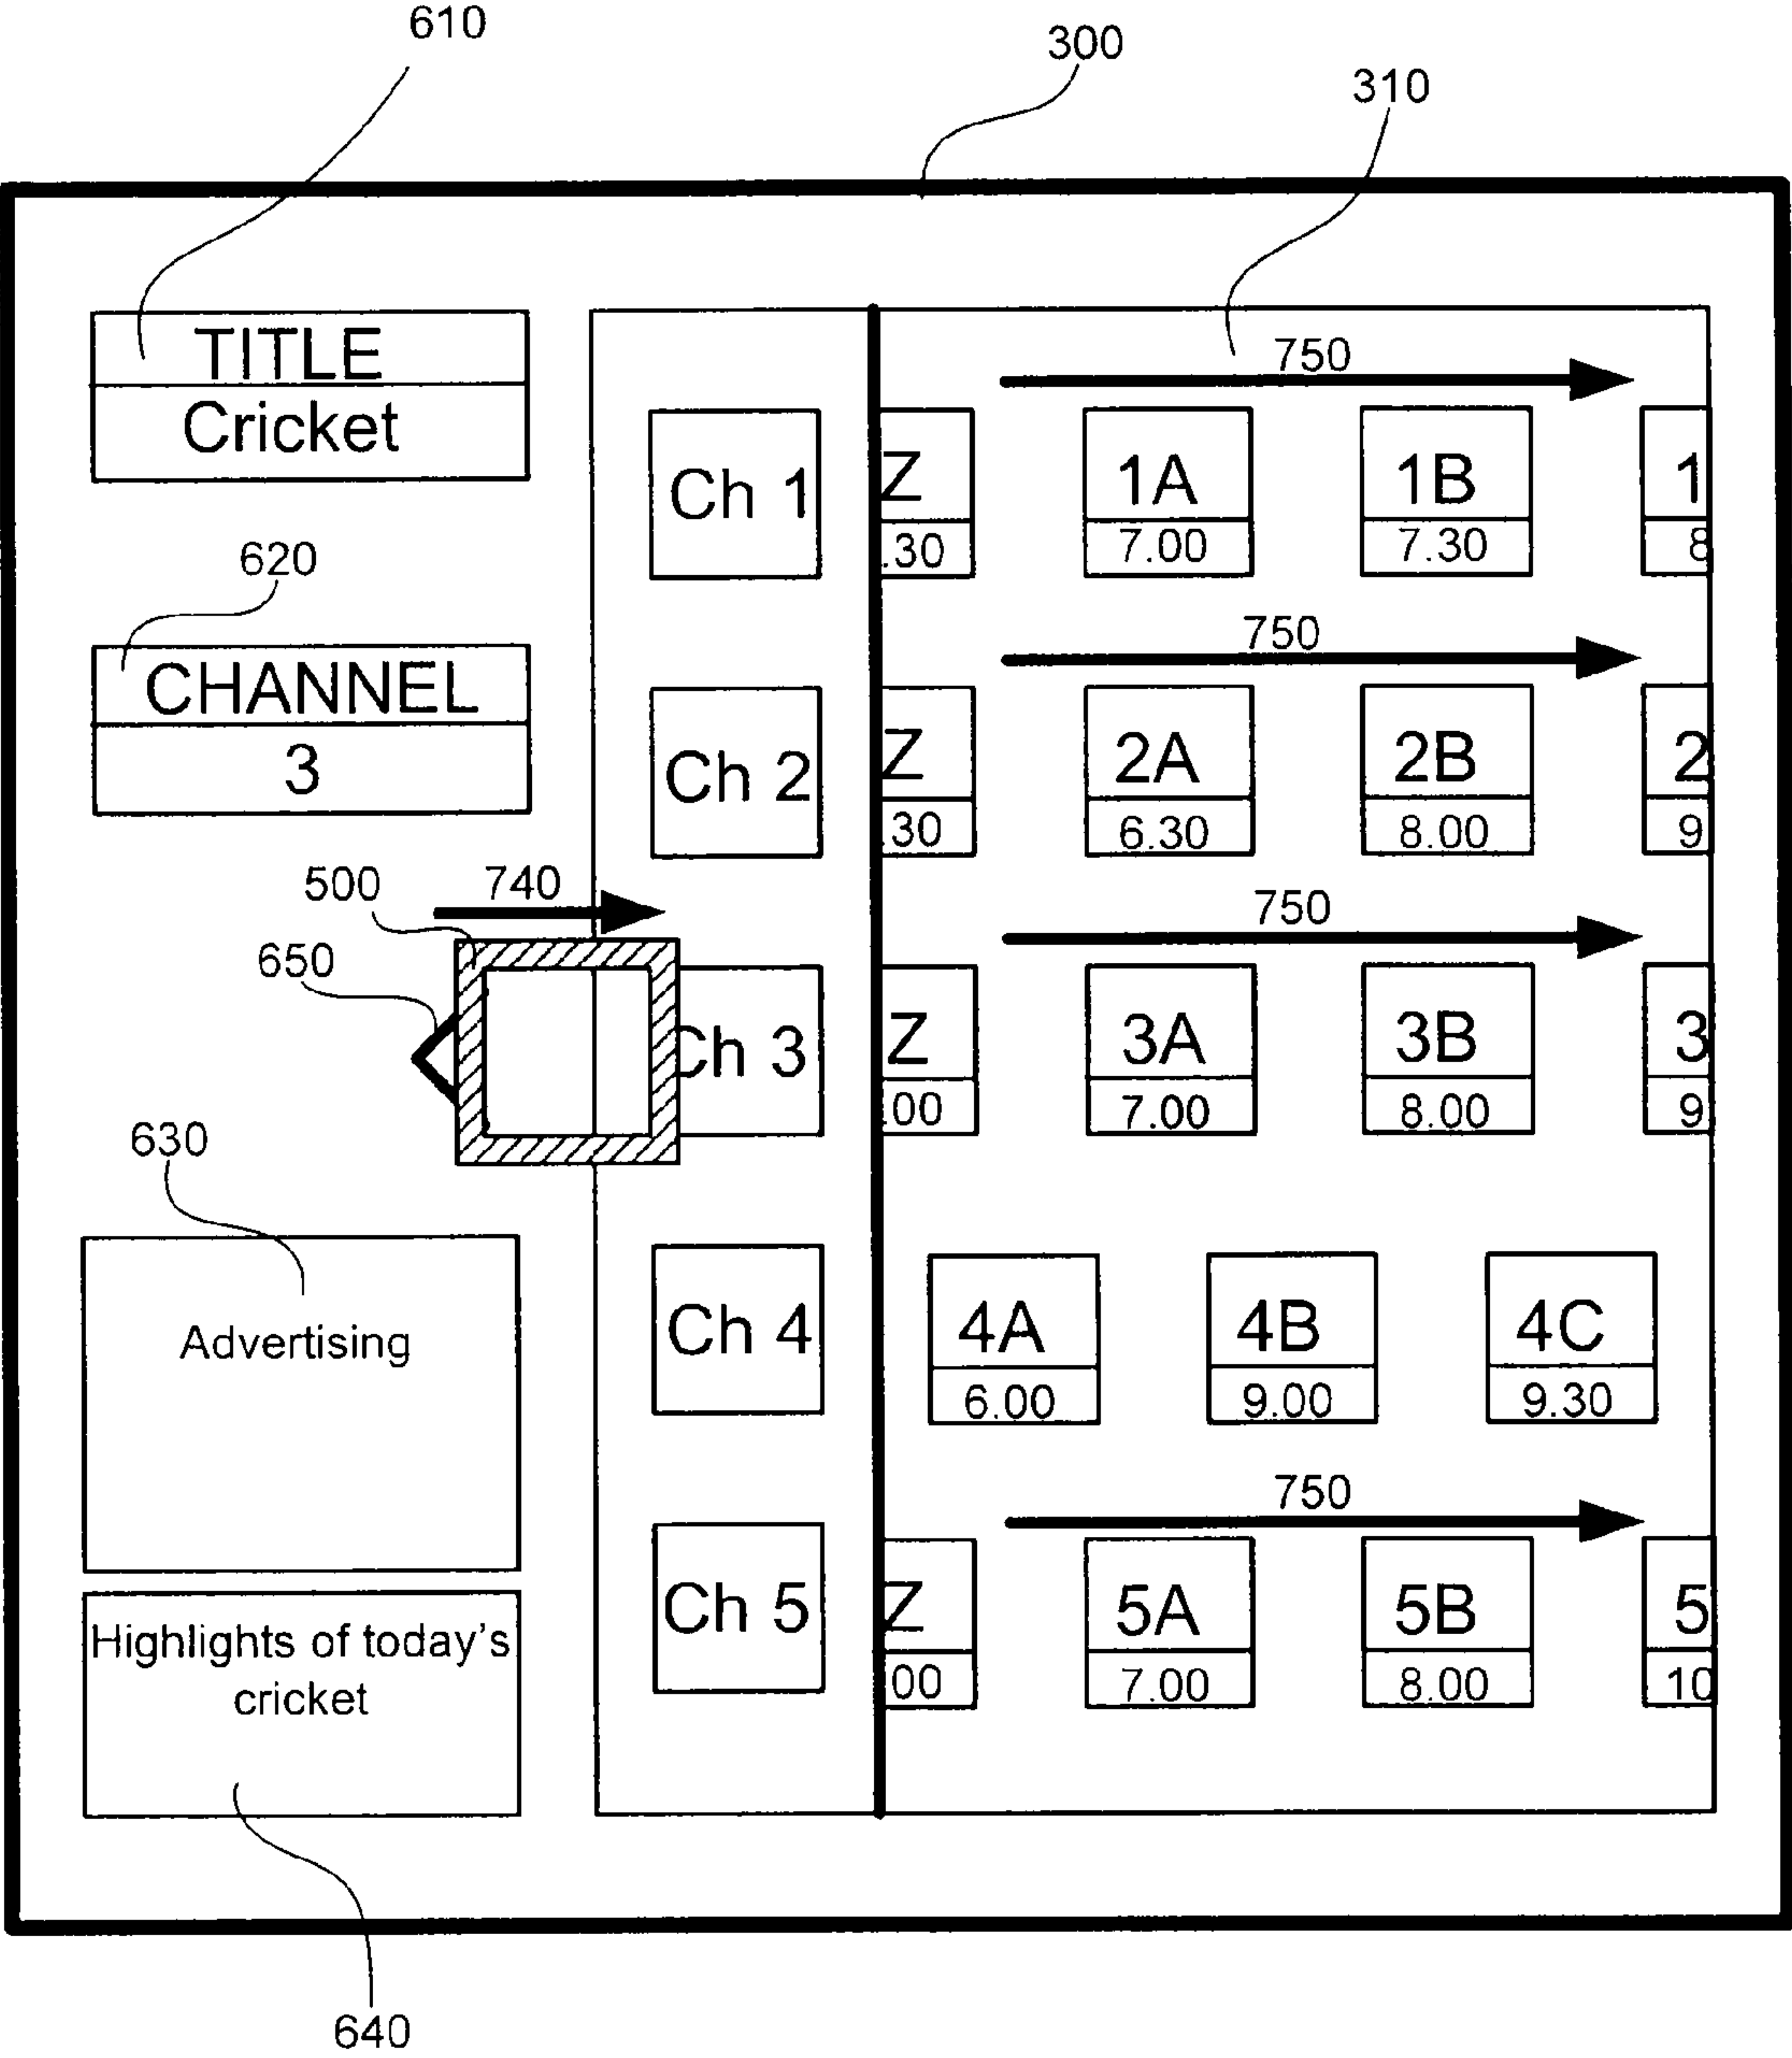 610
300
310
TITLE
Cricket
750
Ch 1
Z
.30
1A
7.00
1B
7.30
1
8
620
CHANNEL
3
750
Ch 2
Z
30
2A
6.30
2B
8.00
2
9
500
740
650
750
Ch 3
Z
.00
3A
7.00
3B
8.00
3
9
630
Advertising
Ch 4
4A
6.00
4B
9.00
4C
9.30
750
Ch 5
Z
00
5A
7.00
5B
8.00
5
10
Highlights of today's
cricket
640